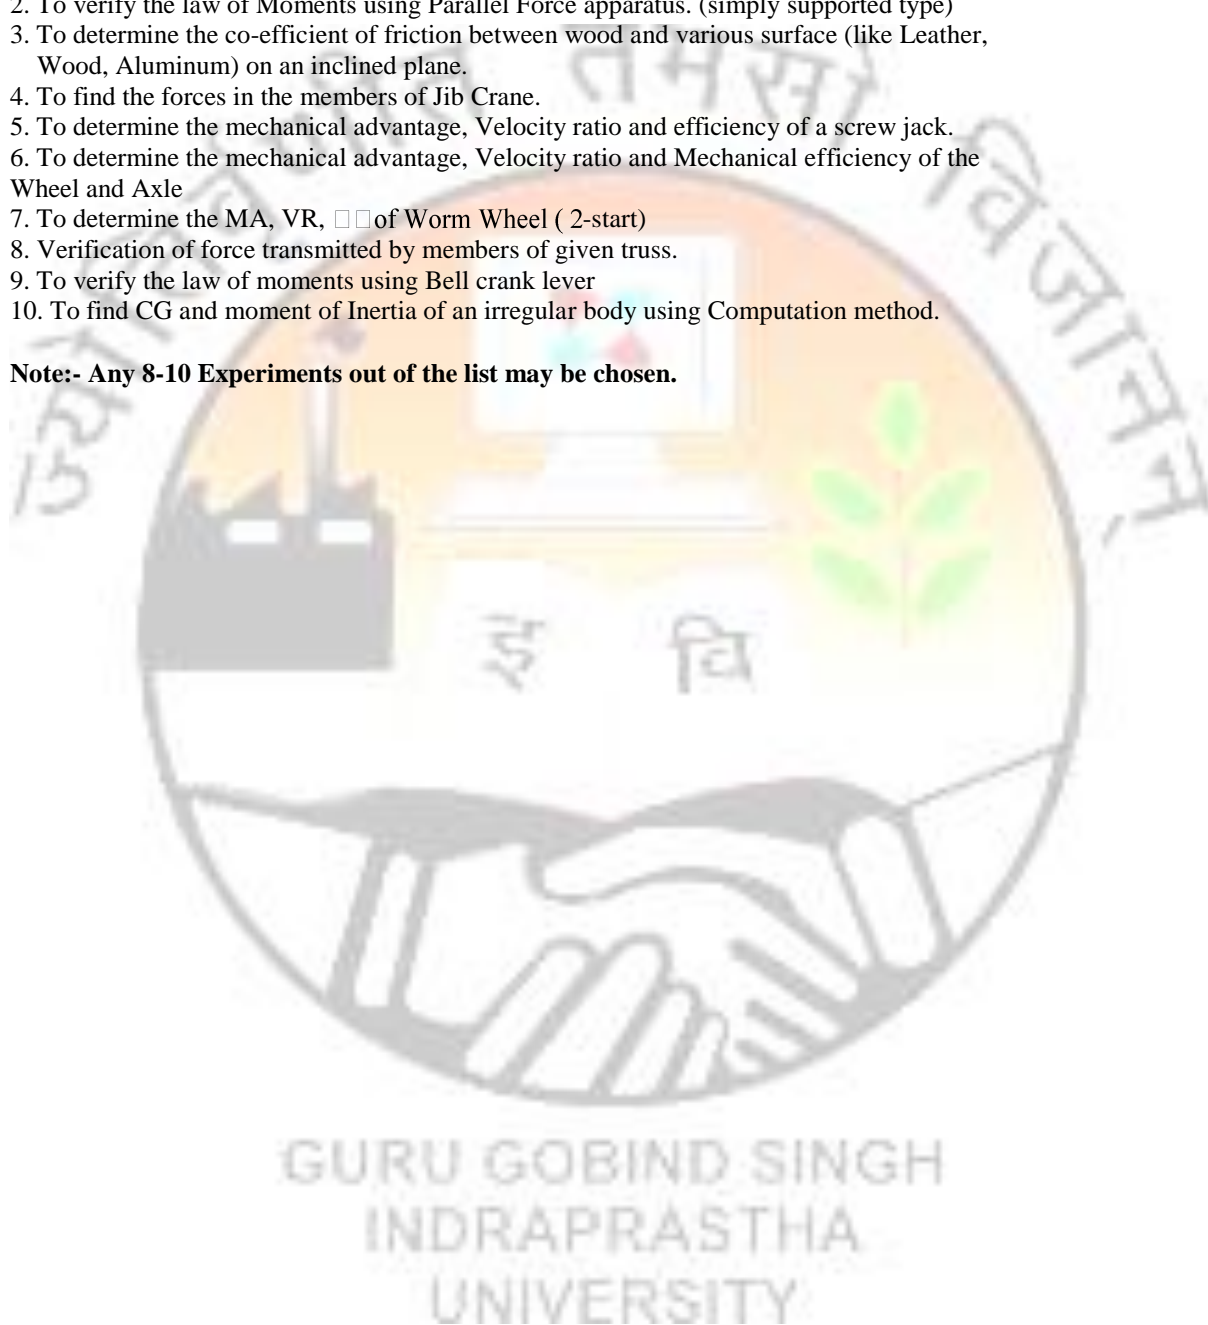 2. To verify the law of Moments using Parallel Force apparatus. (simply supported type)
3. To determine the co-efficient of friction between wood and various surface (like Leather,
Wood, Aluminum) on an inclined plane.
4. To find the forces in the members of Jib Crane.
5. To determine the mechanical advantage, Velocity ratio and efficiency of a screw jack.
6. To determine the mechanical advantage, Velocity ratio and Mechanical efficiency of the
Wheel and Axle
7. To determine the MA, VR, □□of Worm Wheel ( 2-start)
8. Verification of force transmitted by members of given truss.
9. To verify the law of moments using Bell crank lever
10. To find CG and moment of Inertia of an irregular body using Computation method.
Note:- Any 8-10 Experiments out of the list may be chosen.
तमसो
विजानन्
इ वि
GURU GOBIND SINGH
INDRAPRASTHA
UNIVERSITY